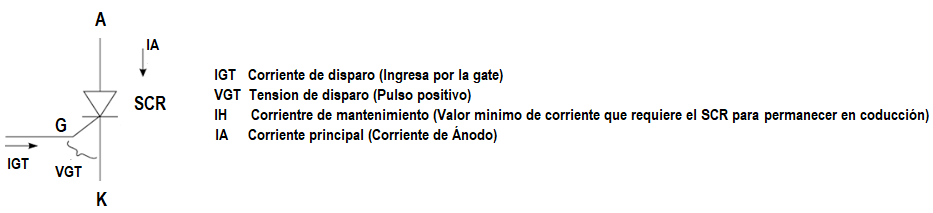 A
IA
SCR
G
IGT
VGT
K
IGT Corriente de disparo (Ingresa por la gate)
VGT Tension de disparo (Pulso positivo)
IH Corrientre de mantenimiento (Valor minimo de corriente que requiere el SCR para permanecer en coducción)
IA Corriente principal (Corriente de Ánodo)